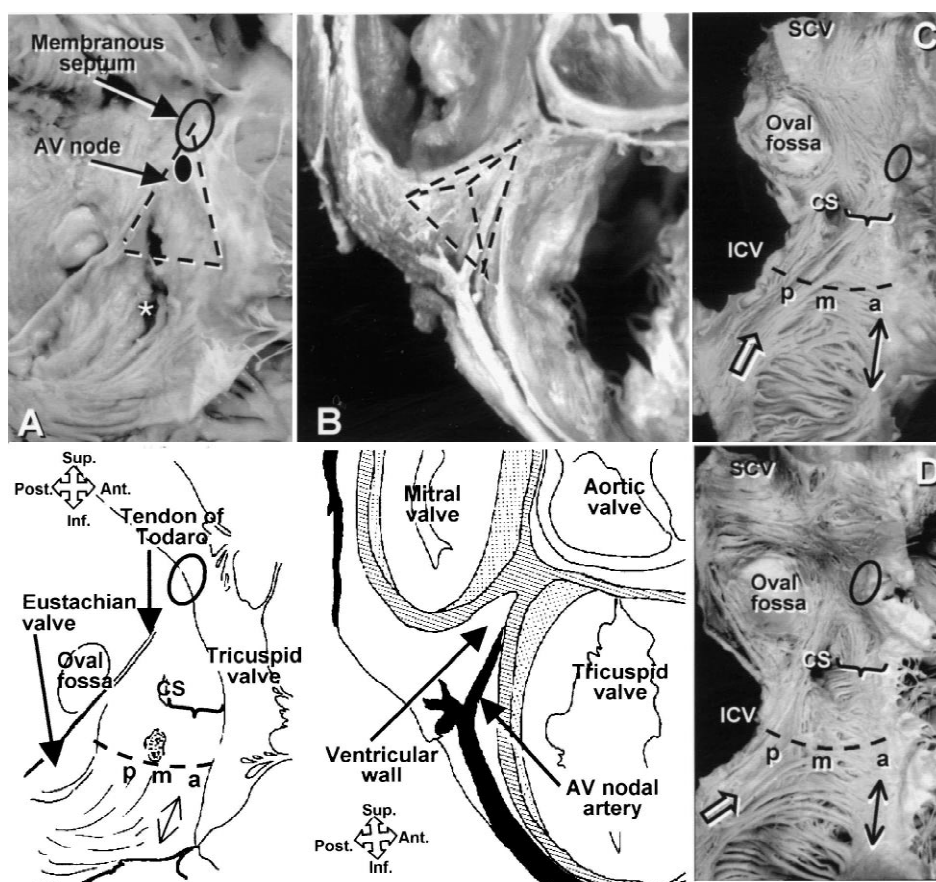 Membranous
septum
AV node
*
A
B
SCV
C
Oval
fossa
CS
ICV
p
m
a
Sup.
Post.
Ant.
Inf.
Tendon of
Todaro
Eustachian
valve
Oval
fossa
CS
Tricuspid
valve
p
m
a
Mitral
valve
Aortic
valve
Tricuspid
valve
Ventricular
wall
AV nodal
artery
Sup.
Post.
Ant.
Inf.
SCV
D
Oval
fossa
CS
ICV
p
m
a